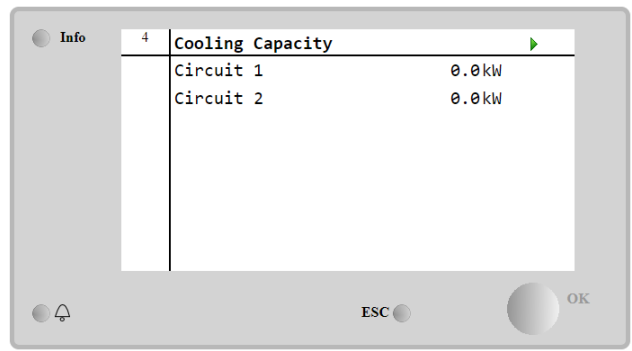 Info
4
Cooling Capacity
Circuit 1 0.0kW
Circuit 2 0.0kW
ESC
OK